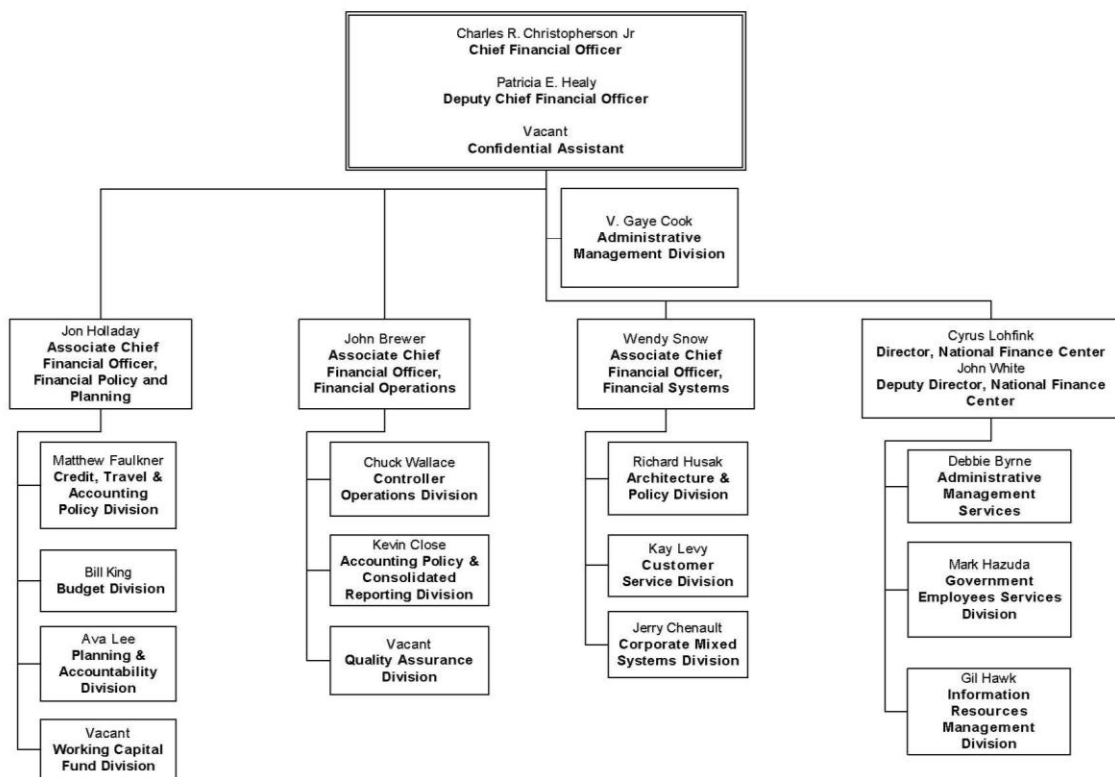 Charles R. Christopherson Jr
Chief Financial Officer
Patricia E. Healy
Deputy Chief Financial Officer
Vacant
Confidential Assistant
V. Gaye Cook
Administrative
Management Division
Jon Holladay
Associate Chief
Financial Officer,
Financial Policy and
Planning
Matthew Faulkner
Credit, Travel &
Accounting
Policy Division
Bill King
Budget Division
Ava Lee
Planning &
Accountability
Division
Vacant
Working Capital
Fund Division
John Brewer
Associate Chief
Financial Officer,
Financial Operations
Chuck Wallace
Controller
Operations Division
Kevin Close
Accounting Policy &
Consolidated
Reporting Division
Vacant
Quality Assurance
Division
Wendy Snow
Associate Chief
Financial Officer,
Financial Systems
Richard Husak
Architecture &
Policy Division
Kay Levy
Customer
Service Division
Jerry Chenault
Corporate Mixed
Systems Division
Cyrus Lohfink
Director, National Finance Center
John White
Deputy Director, National Finance
Center
Debbie Byrne
Administrative
Management
Services
Mark Hazuda
Government
Employees Services
Division
Gil Hawk
Information
Resources
Management
Division